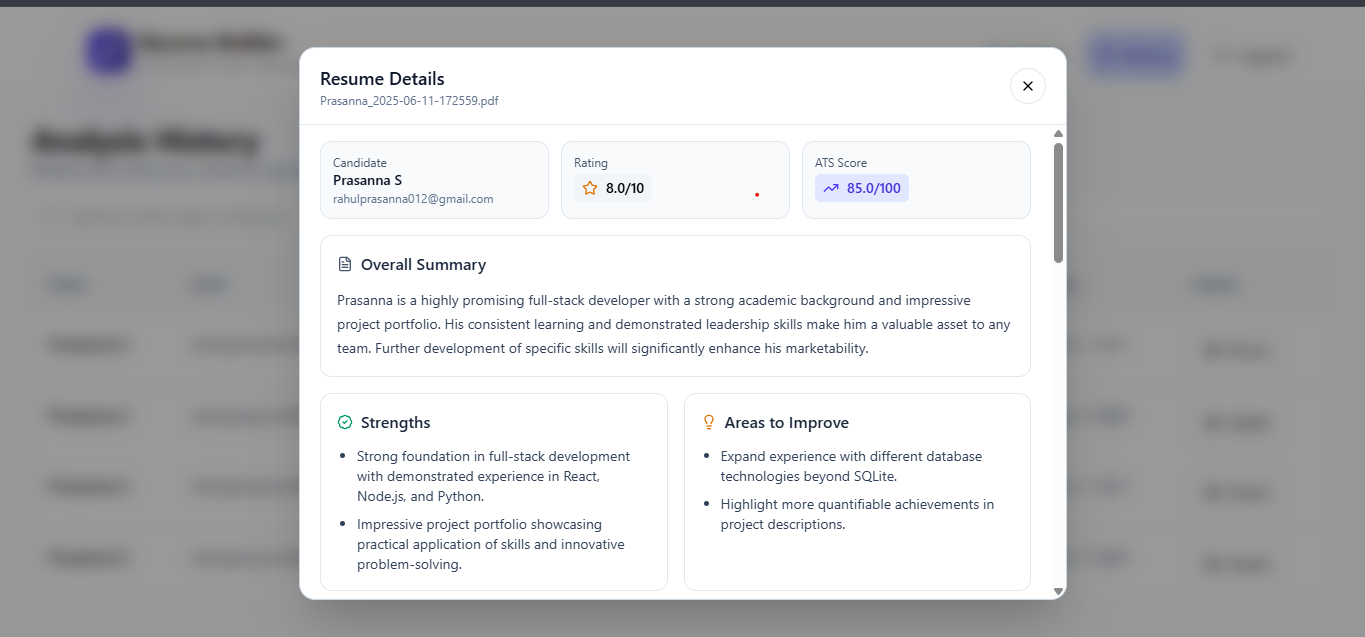 Resume Details
Prasanna_2025-06-11-172559.pdf
Candidate
Prasanna S
rahulprasanna012@gmail.com
Rating
8.0/10
ATS Score
85.0/100
Overall Summary
Prasanna is a highly promising full-stack developer with a strong academic background and impressive
project portfolio. His consistent learning and demonstrated leadership skills make him a valuable asset to any
team. Further development of specific skills will significantly enhance his marketability.
Strengths
Strong foundation in full-stack development
with demonstrated experience in React,
Node.js, and Python.
Impressive project portfolio showcasing
practical application of skills and innovative
problem-solving.
Areas to Improve
Expand experience with different database
technologies beyond SQLite.
Highlight more quantifiable achievements in
project descriptions.
Analysis History